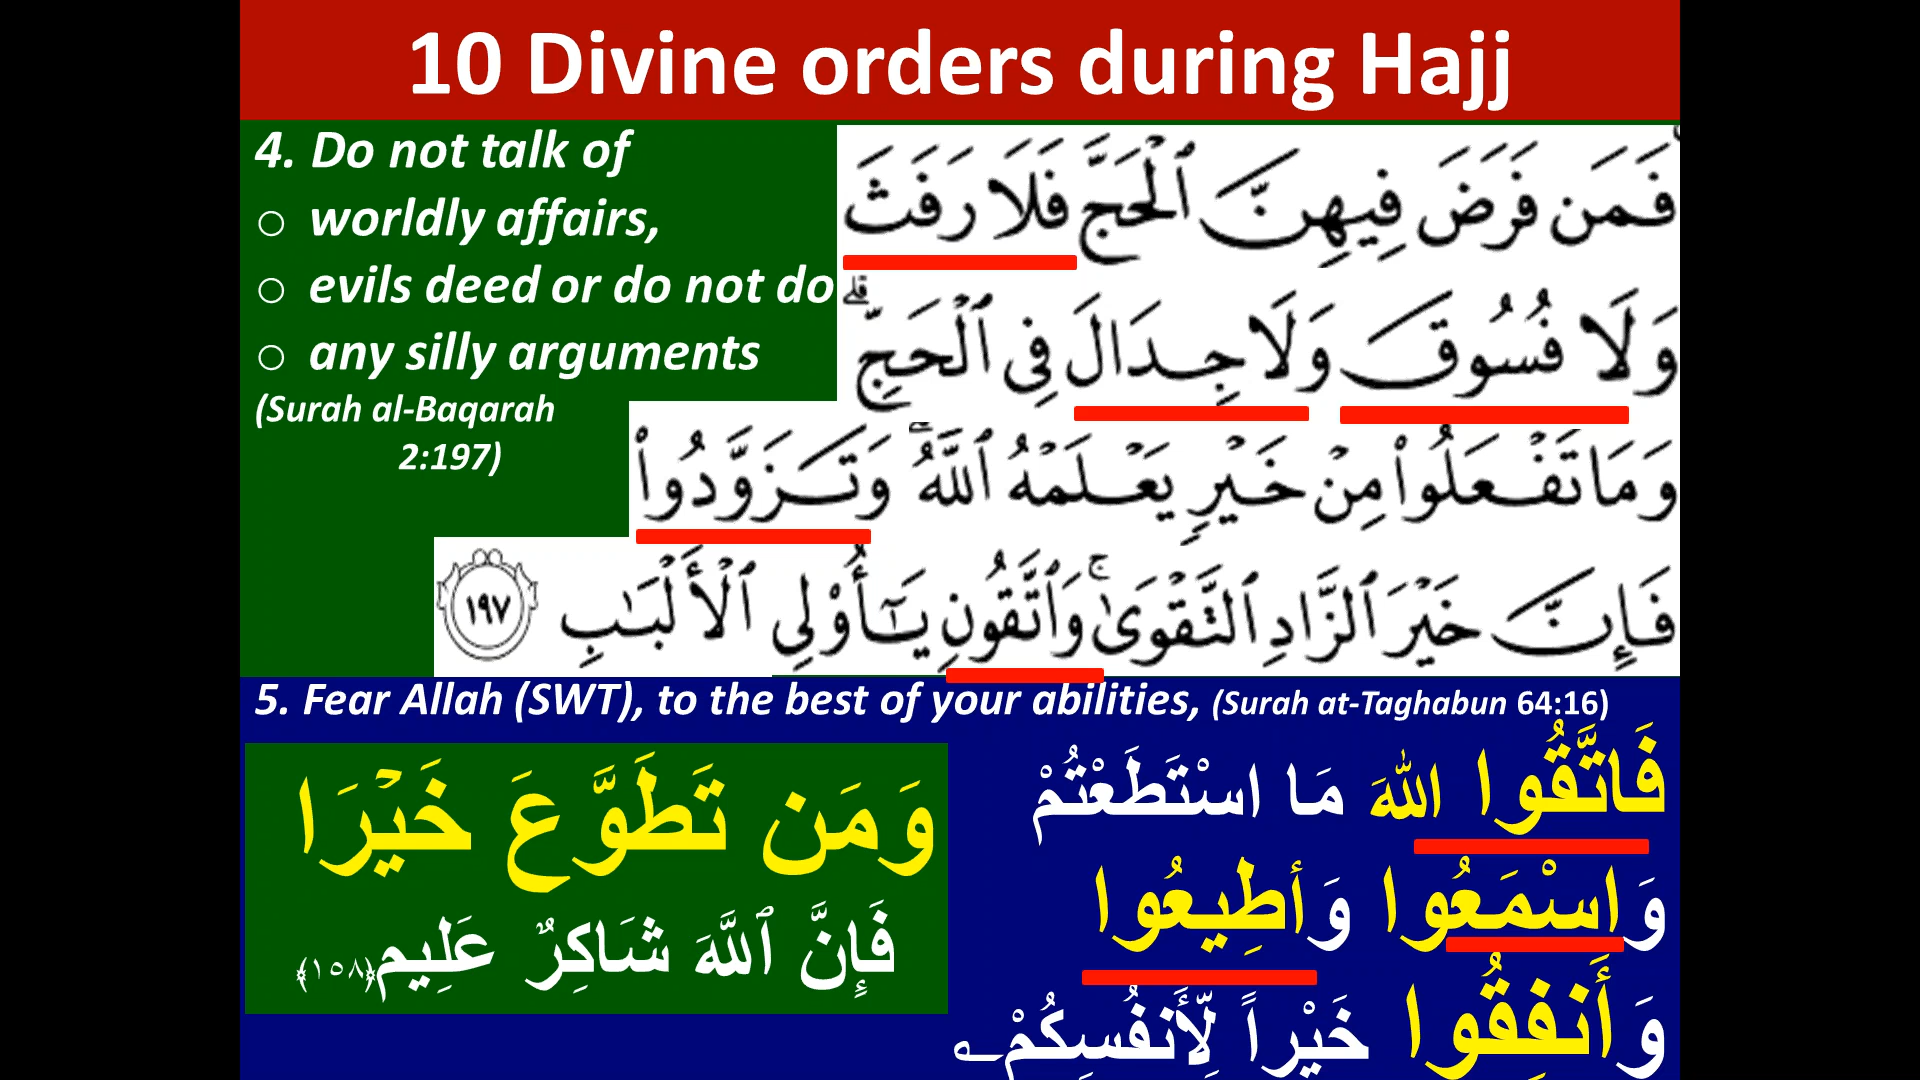 10 Divine orders during Hajj
4. Do not talk of
o worldly affairs,
o evils deed or do not do
o any silly arguments
(Surah al-Baqarah
2:197)
فَمَن فَرَضَ فِيهِنَّ ٱلْحَجَّ فَلَا رَفَثَ
وَلَا فُسُوقَ وَلَا جِدَالَ فِى ٱلْحَجِّ ۗ
وَمَا تَفْعَلُوا۟ مِنْ خَيْرٍ يَعْلَمْهُ ٱللَّهُ ۗ وَتَزَوَّدُوا۟
فَإِنَّ خَيْرَ ٱلزَّادِ ٱلتَّقْوَىٰ ۚ وَٱتَّقُونِ يَـٰٓأُو۟لِى ٱلْأَلْبَـٰبِ ١٩٧
5. Fear Allah (SWT), to the best of your abilities, (Surah at-Taghabun 64:16)
وَمَن تَطَوَّعَ خَيْرَا
فَإِنَّ ٱللَّهَ شَاكِرٌ عَلِيم﴿١٥٨﴾
فَاتَّقُوا اللَّهَ مَا اسْتَطَعْتُمْ
وَاسْمَعُوا وَأَطِيعُوا
وَأَنفِقُوا خَيْراً لِّأَنفُسِكُمْ